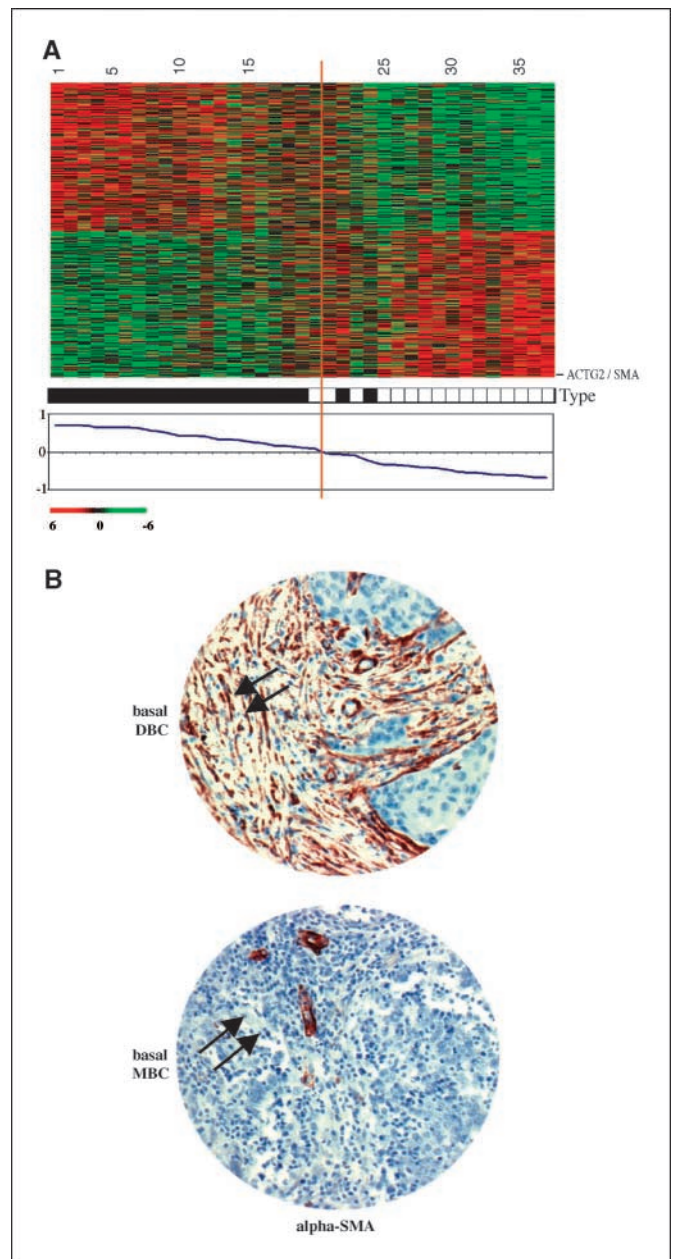 A
1 5 10 15 25 30 35
ACTG2 / SMA
Type
1
0
-1
6 0 -6
B
basal
DBC
basal
MBC
alpha-SMA